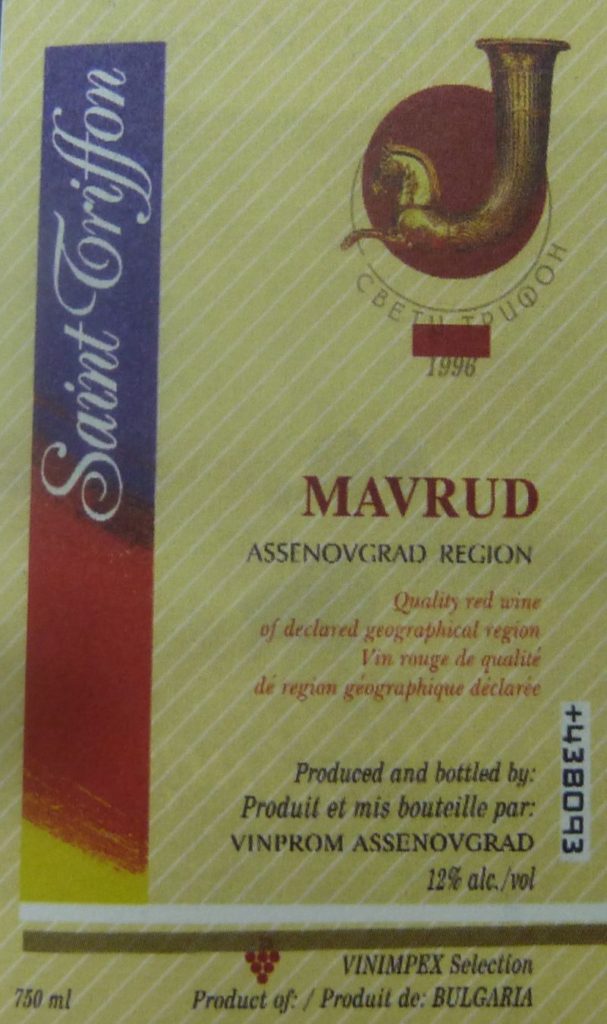 Saint Triffon
СВЕТИ ТРИФОН
1996
MAVRUD
ASSENOVGRAD REGION
Quality red wine
of declared geographical region
Vin rouge de qualité
dé region géographique déclarée
Produced and bottled by:
Produit et mis bouteille par:
VINPROM ASSENOVGRAD
12% alc./vol
+438093
VINIMPEX Selection
750 ml Product of: / Produit de: BULGARIA